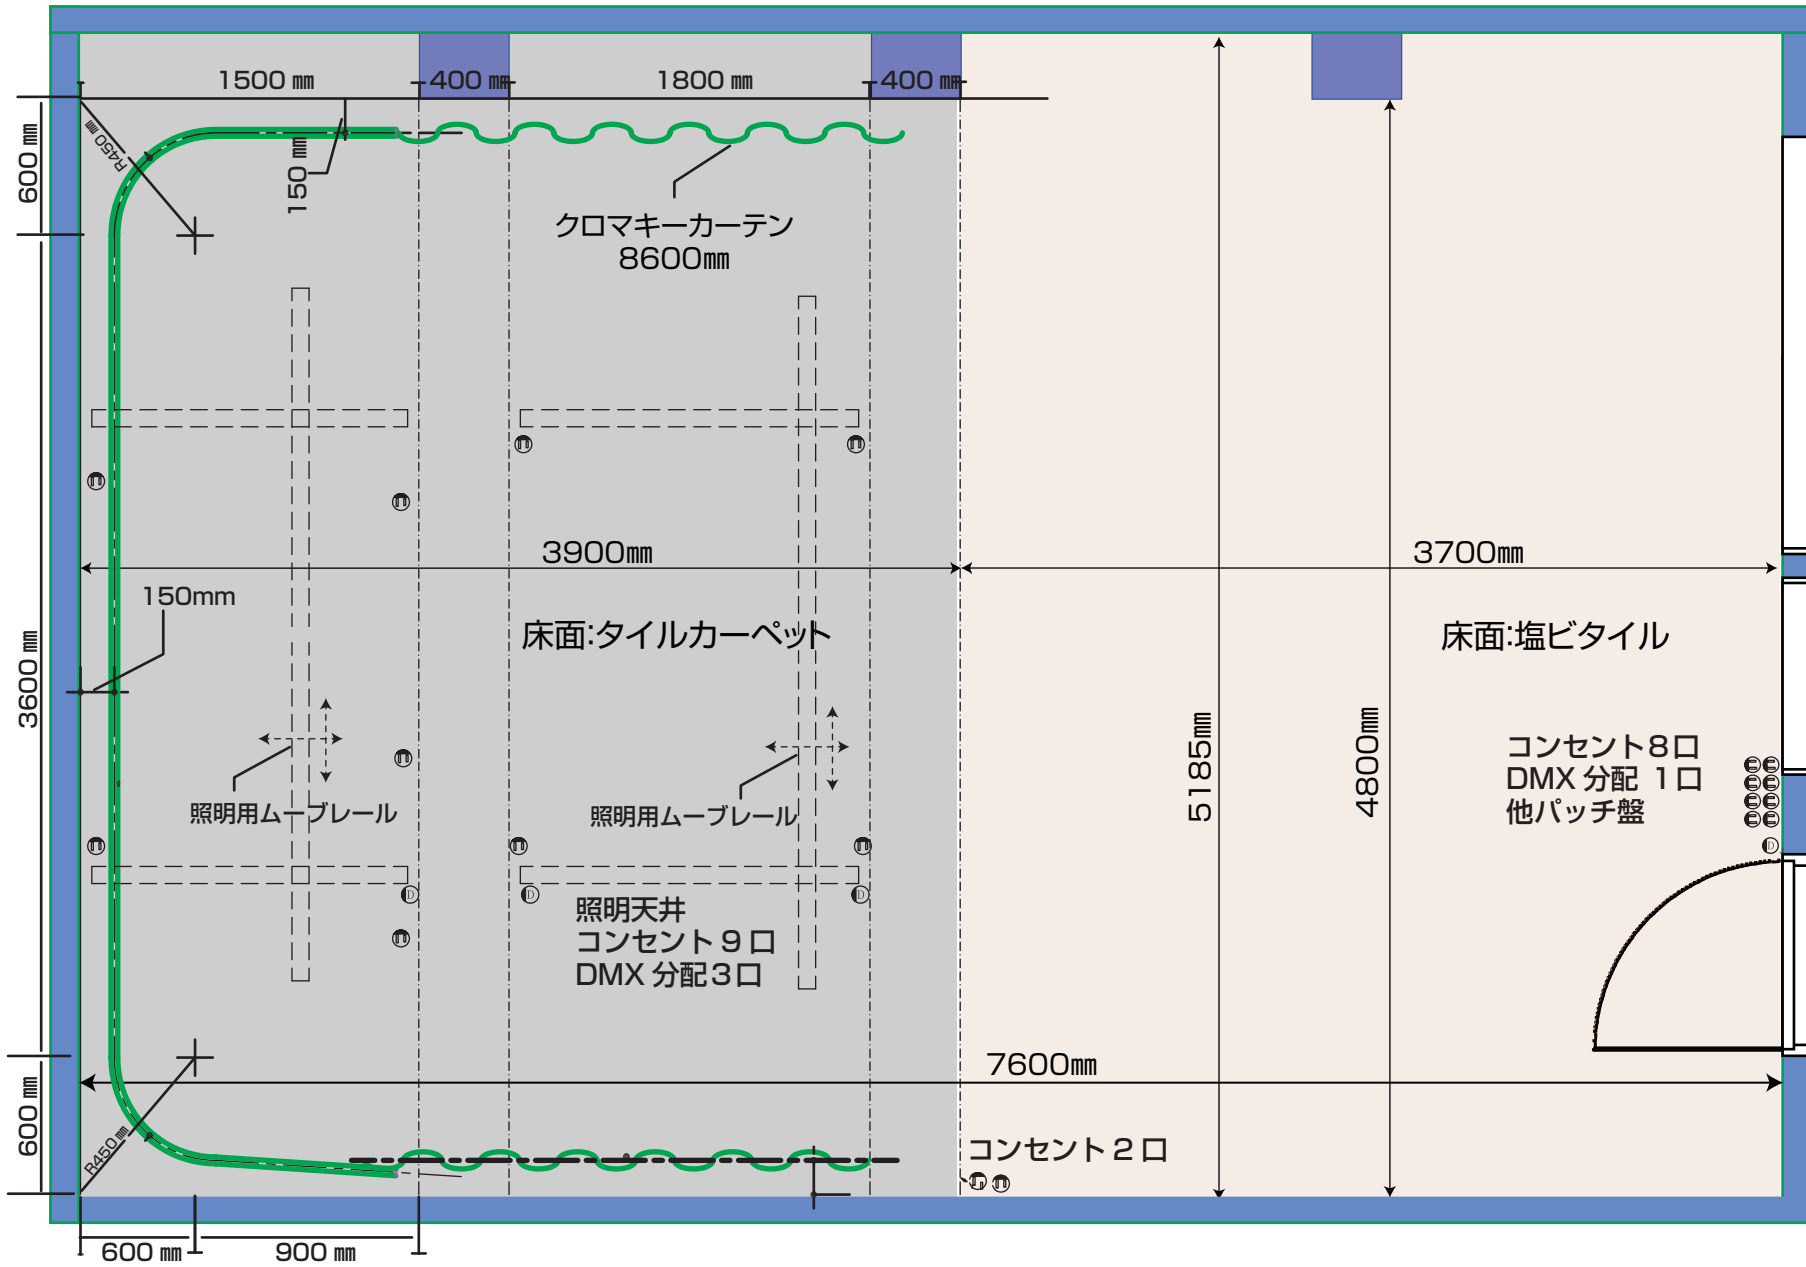 1500㎜
400㎜
1800㎜
400㎜
600㎜
R450㎜
150㎜
クロマキーカーテン
8600㎜
3900㎜
3700㎜
150mm
床面:タイルカーペット
床面:塩ビタイル
3600㎜
5185㎜
4800㎜
コンセント8口
DMX 分配 1口
他パッチ盤
照明用ムーブレール
照明用ムーブレール
D
D
D
D
照明天井
コンセント 9 口
DMX 分配3口
7600㎜
600㎜
R450㎜
コンセント 2 口
600㎜
900㎜